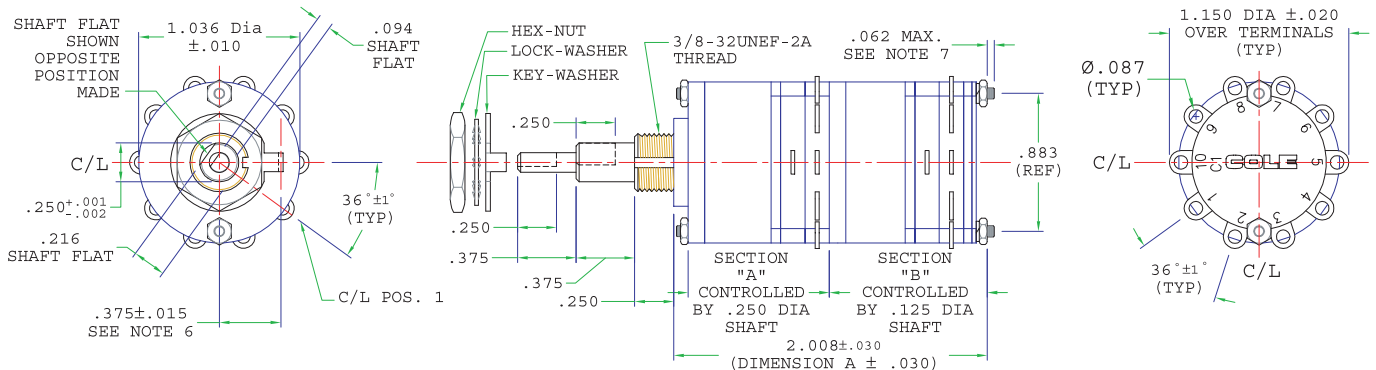 SHAFT FLAT
SHOWN
OPPOSITE
POSITION
MADE
1.036 Dia
±.010
.094
SHAFT
FLAT
C/L
.250+.001
-.002
.216
SHAFT FLAT
.375±.015
SEE NOTE 6
36°±1°
(TYP)
C/L POS. 1
HEX-NUT
LOCK-WASHER
KEY-WASHER
.250
3/8-32UNEF-2A
THREAD
.062 MAX.
SEE NOTE 7
.883
(REF)
.250
.375
.375
.250
SECTION
"A"
CONTROLLED
BY .250 DIA
SHAFT
SECTION
"B"
CONTROLLED
BY .125 DIA
SHAFT
2.008±.030
(DIMENSION A ± .030)
1.150 DIA ±.020
OVER TERMINALS
(TYP)
Ø.087
(TYP)
8
7
9
6
10
C1
COLE
5
1
4
2
3
C/L
36°±1°
(TYP)
C/L